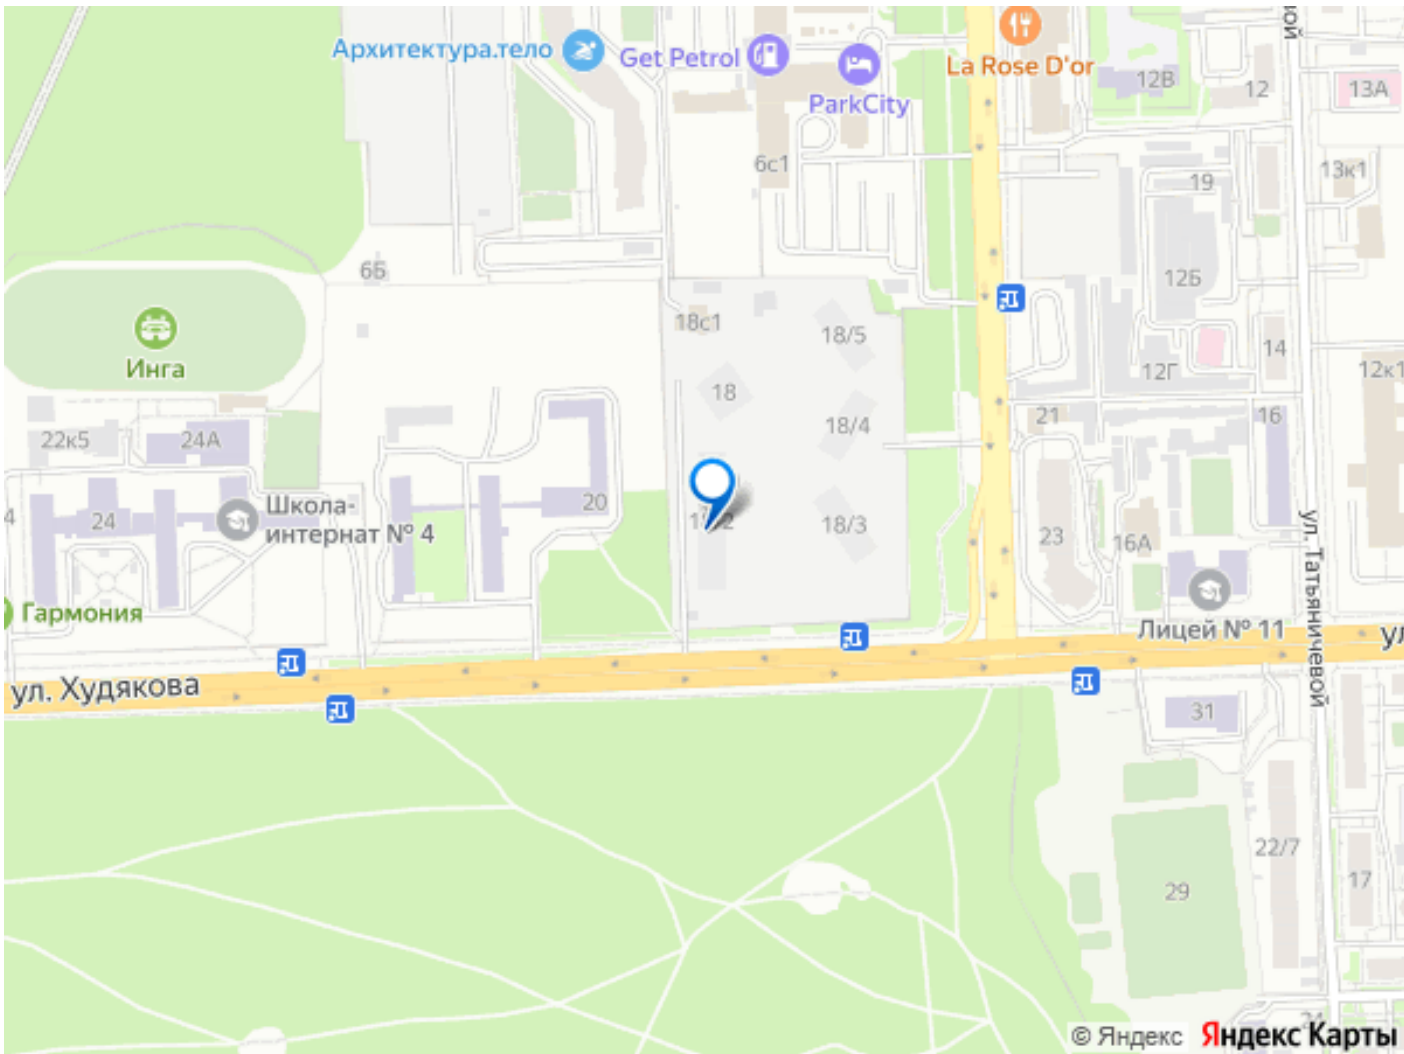 Архитектура.тело
Get Petrol
ParkCity
La Rose D'or
12В
12
13А
6с1
13к1
19
6Б
12Б
18с1
18/5
Инга
14
12Г
12к1
18
22к5
24А
18/4
21
16
20
24
Школа-
интернат № 4
18/3
23
16А
Гармония
Лицей № 11
ул. Татьяничевой
ул. Худякова
31
22/7
17
29
© Яндекс
Яндекс Карты